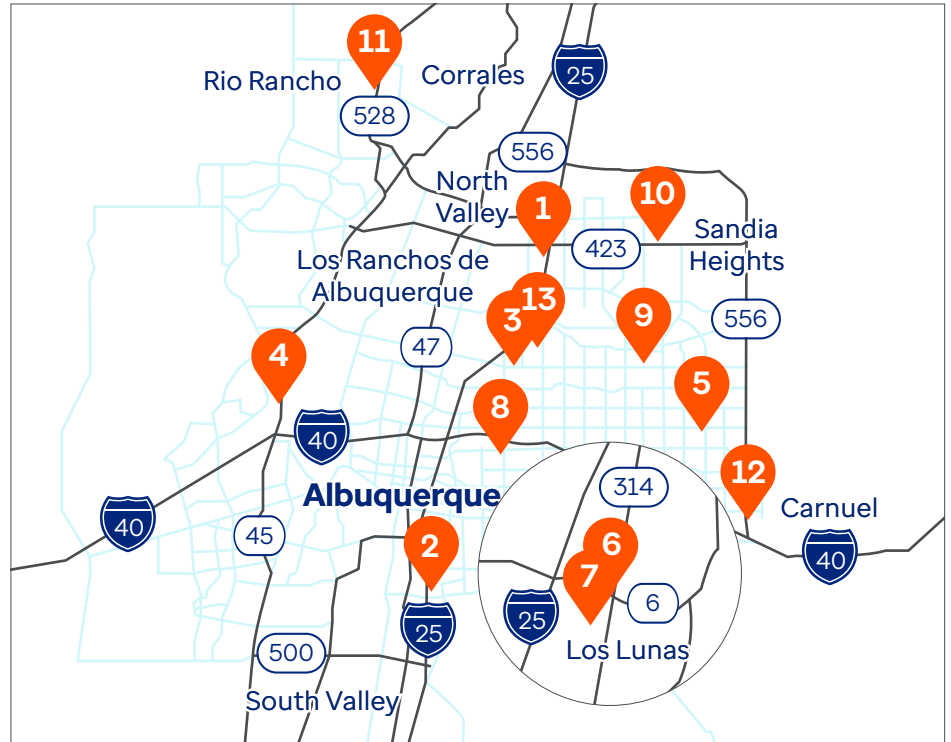 11
25
Rio Rancho
Corrales
528
556
North
Valley
1
10
Sandia
Heights
423
Los Ranchos de
Albuquerque
13
3
9
556
47
4
5
8
40
12
314
Albuquerque
Carnuel
40
45
2
6
40
7
6
25
25
500
Los Lunas
South Valley